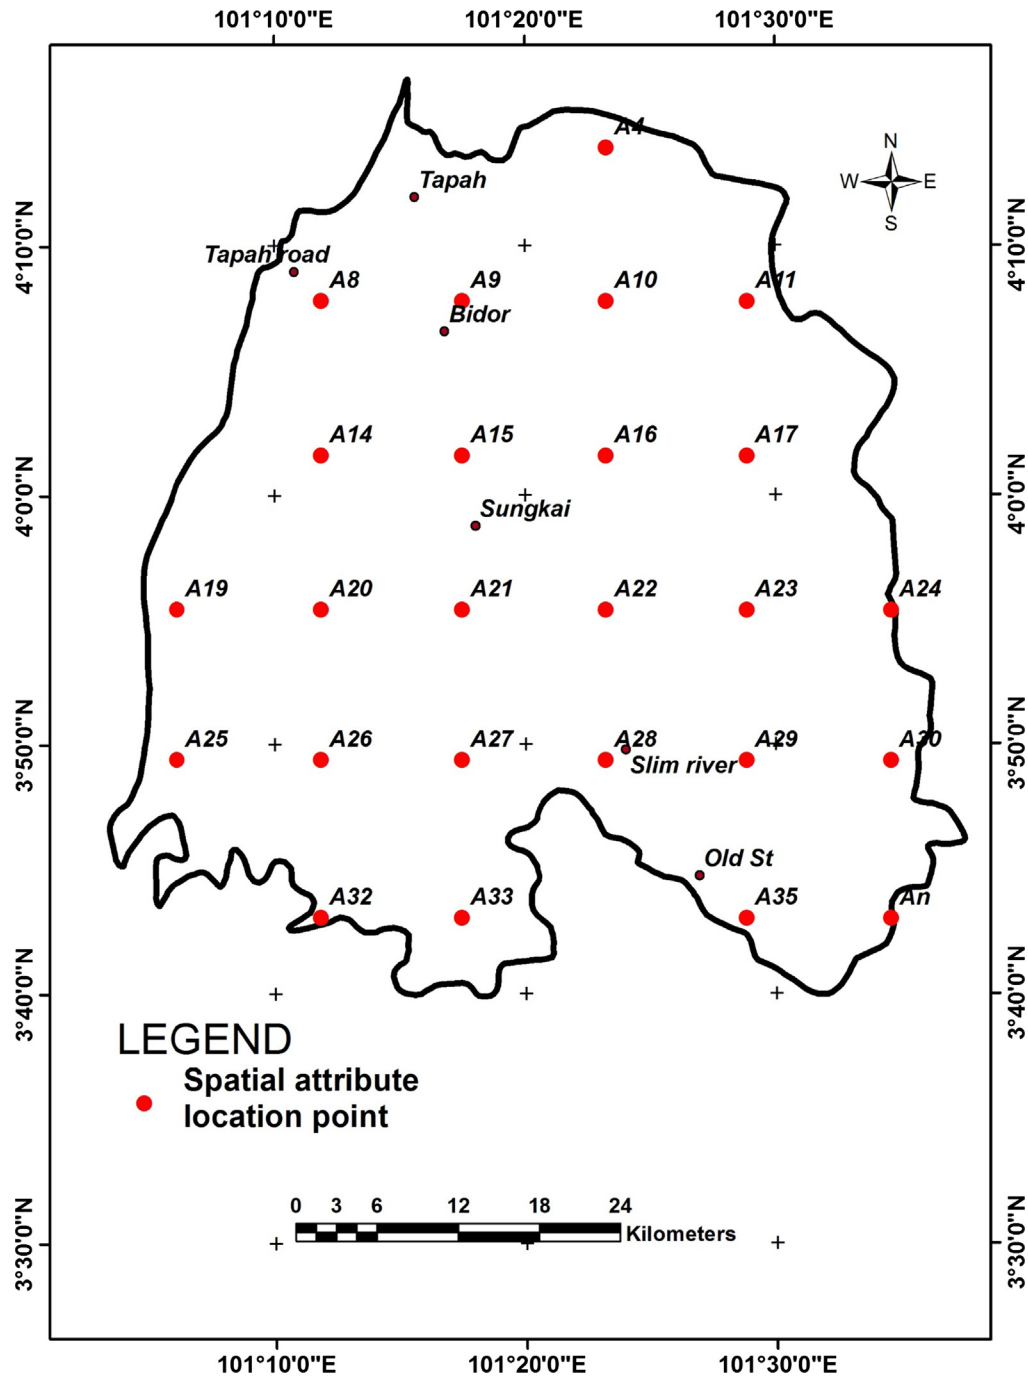 101°10'0"E 101°20'0"E 101°30'0"E
A4
N
W E
S
Tapah
4°10'0"N 4°10'0"N
Tapah road
A8 A9 A10 A11
Bidor
A14 A15 A16 A17
4°0'0"N 4°0'0"N
Sungkai
A19 A20 A21 A22 A23 A24
3°50'0"N 3°50'0"N
A25 A26 A27 A28 A29 A30
Slim river
Old St
A32 A33 A35 An
3°40'0"N 3°40'0"N
LEGEND
Spatial attribute
location point
0 3 6 12 18 24
Kilometers
3°30'0"N 3°30'0"N
101°10'0"E 101°20'0"E 101°30'0"E